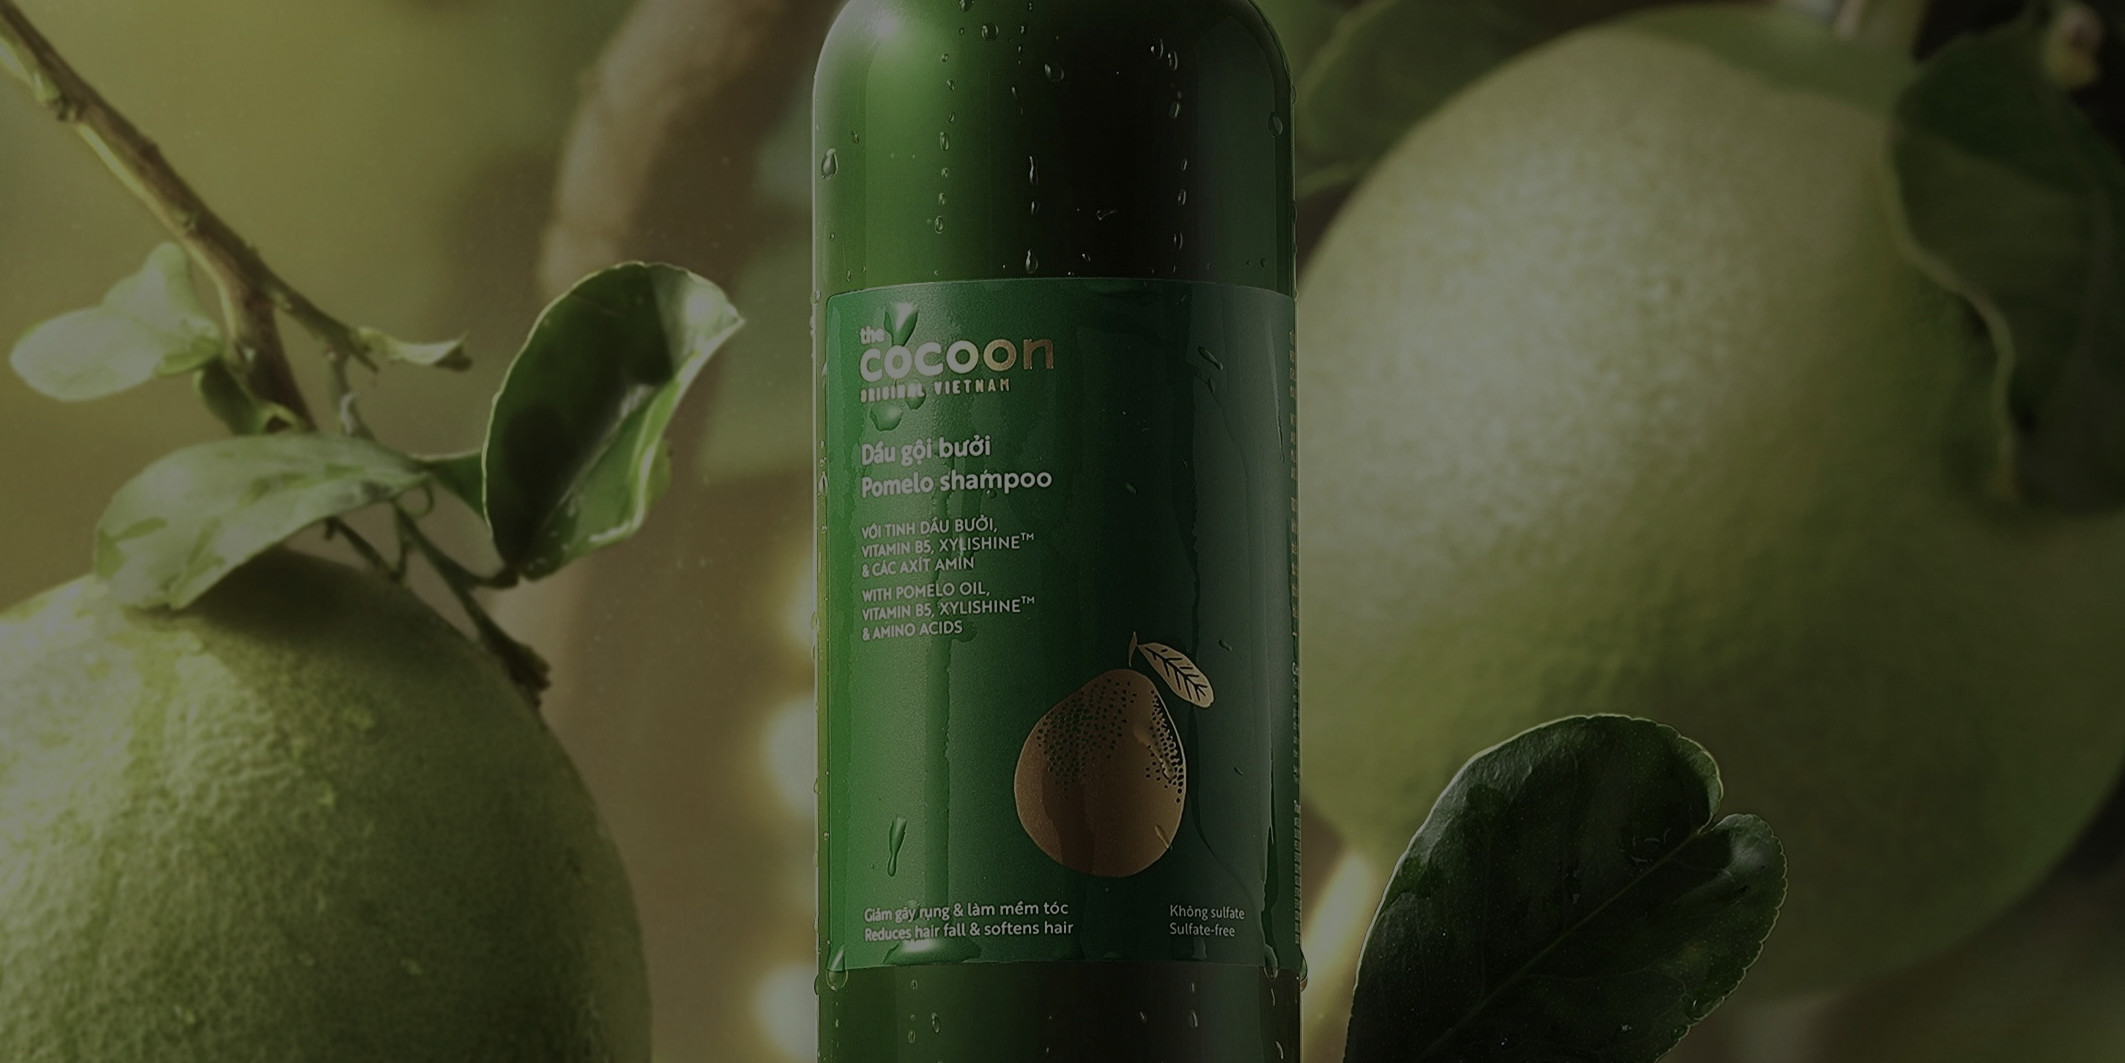 the
cocoon
ORIGINAL VIETNAM
Dầu gội bưởi
Pomelo shampoo
VỚI TINH DẦU BƯỞI,
VITAMIN B5, XYLISHINE™
& CÁC AXÍT AMIN
WITH POMELO OIL,
VITAMIN B5, XYLISHINE™
& AMINO ACIDS
Giảm gãy rụng & làm mềm tóc
Reduces hair fall & softens hair
Không sulfate
Sulfate-free